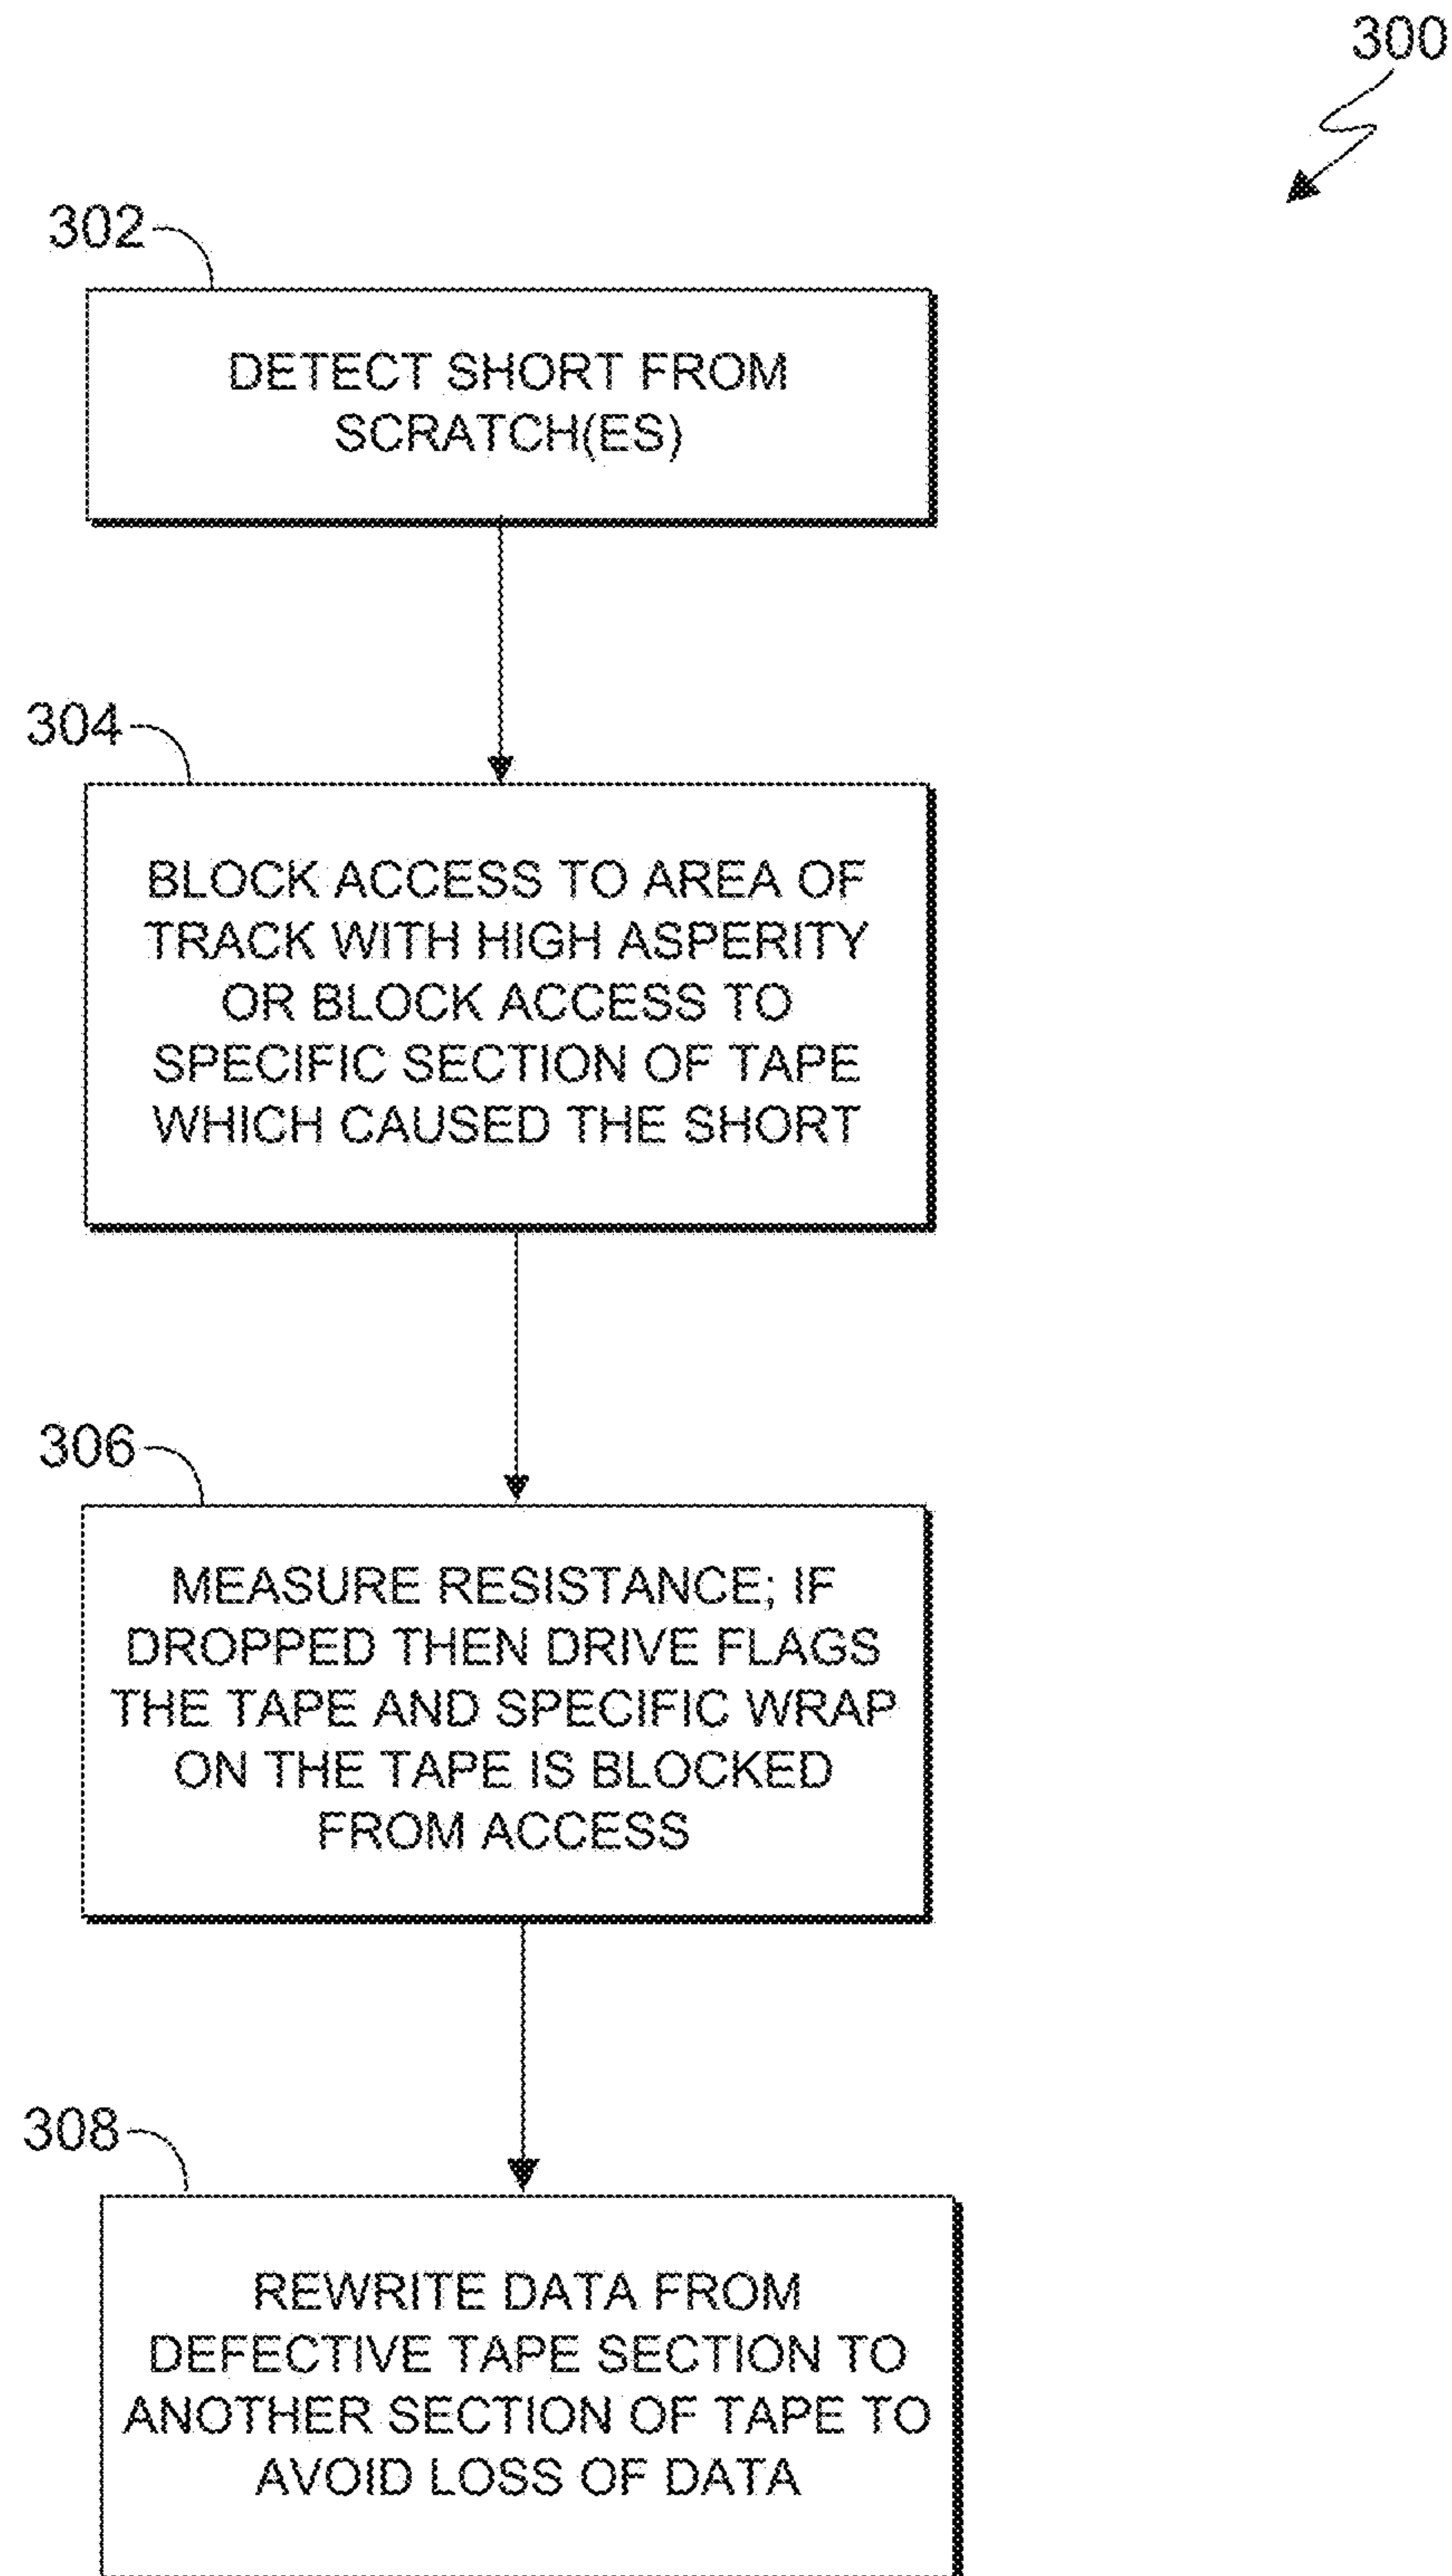 300
302
DETECT SHORT FROM
SCRATCH(ES)
304
BLOCK ACCESS TO AREA OF
TRACK WITH HIGH ASPERITY
OR BLOCK ACCESS TO
SPECIFIC SECTION OF TAPE
WHICH CAUSED THE SHORT
306
MEASURE RESISTANCE; IF
DROPPED THEN DRIVE FLAGS
THE TAPE AND SPECIFIC WRAP
ON THE TAPE IS BLOCKED
FROM ACCESS
308
REWRITE DATA FROM
DEFECTIVE TAPE SECTION TO
ANOTHER SECTION OF TAPE TO
AVOID LOSS OF DATA